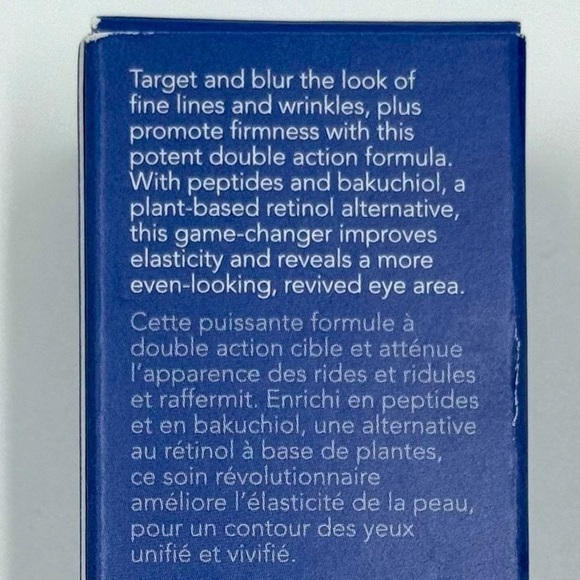 Target and blur the look of
fine lines and wrinkles, plus
promote firmness with this
potent double action formula.
With peptides and bakuchiol, a
plant-based retinol alternative,
this game-changer improves
elasticity and reveals a more
even-looking, revived eye area.
Cette puissante formule à
double action cible et atténue
l'apparence des rides et ridules
et raffermit. Enrichi en peptides
et en bakuchiol, une alternative
au rétinol à base de plantes,
ce soin révolutionnaire
améliore l'élasticité de la peau,
pour un contour des yeux
unifié et vivifié.